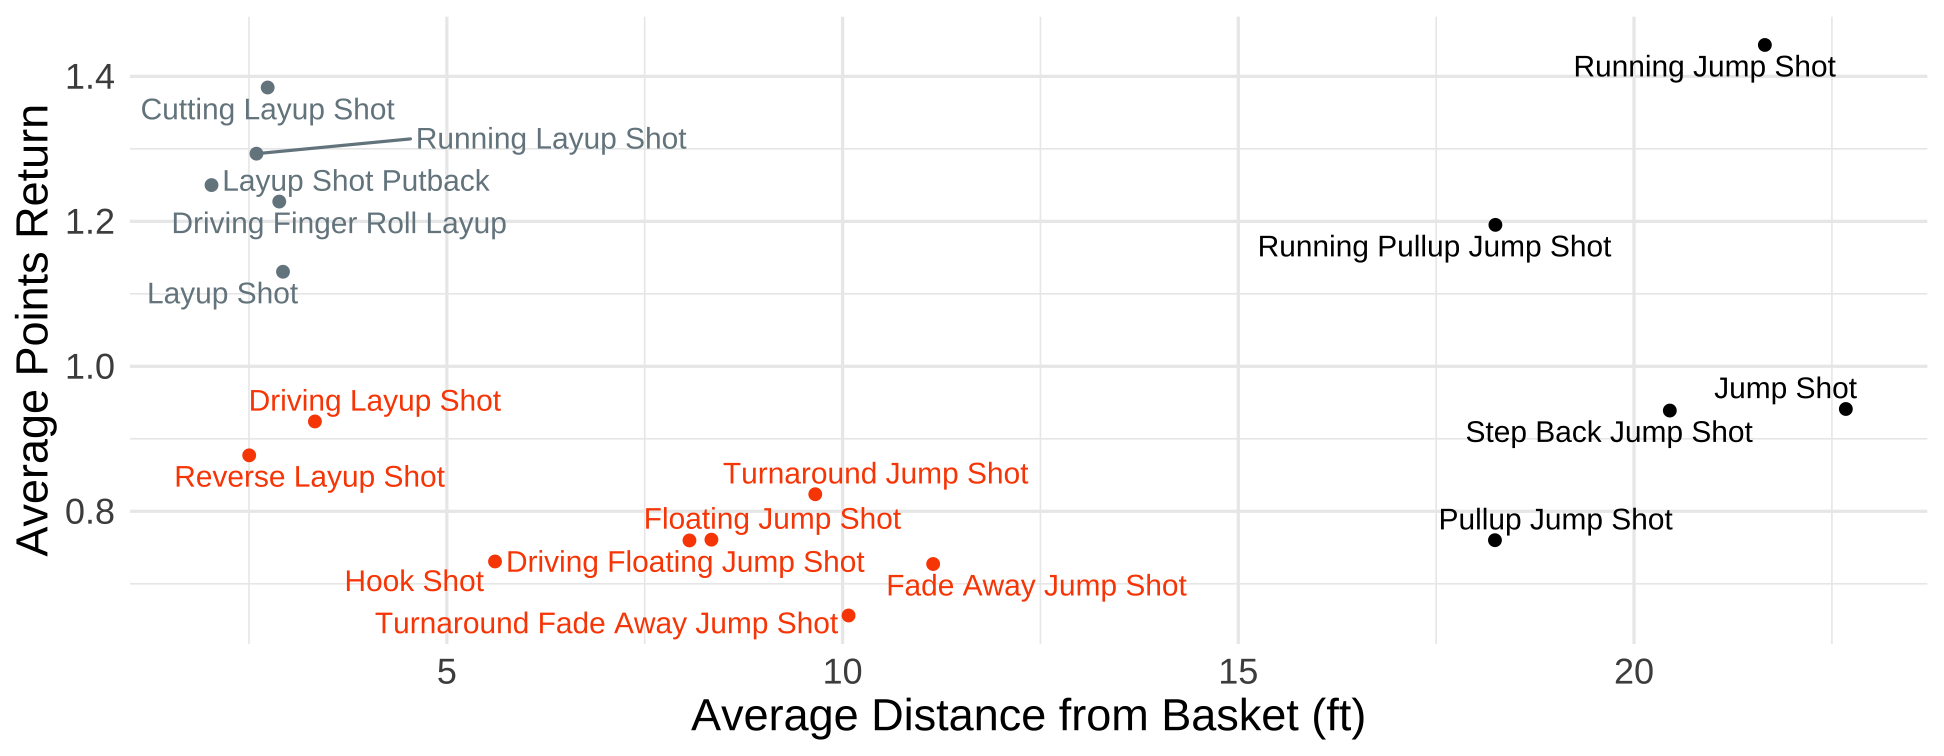 Average Points Return
1.4
1.2
1.0
0.8
Running Jump Shot
Cutting Layup Shot
Running Layup Shot
Layup Shot Putback
Driving Finger Roll Layup
Running Pullup Jump Shot
Layup Shot
Driving Layup Shot
Jump Shot
Step Back Jump Shot
Reverse Layup Shot
Turnaround Jump Shot
Floating Jump Shot
Pullup Jump Shot
Driving Floating Jump Shot
Hook Shot
Fade Away Jump Shot
Turnaround Fade Away Jump Shot
5
10
15
20
Average Distance from Basket (ft)